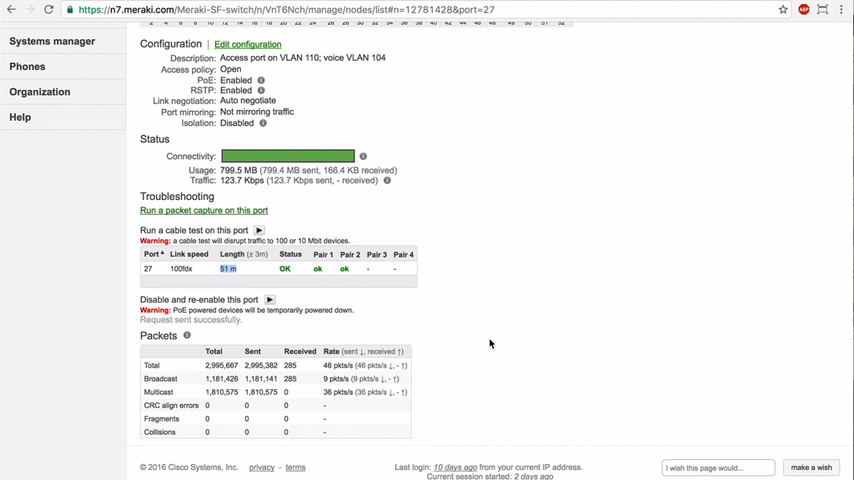 https://n7.meraki.com/Meraki-SF-switch/n/VnT6Nch/manage/nodes/list#n=12781428&port=27
Systems manager
Phones
Organization
Help
Configuration | Edit configuration
Description: Access port on VLAN 110; voice VLAN 104
Access policy: Open
PoE: Enabled
RSTP: Enabled
Link negotiation: Auto negotiate
Port mirroring: Not mirroring traffic
Isolation: Disabled
Status
Connectivity:
Usage: 799.5 MB (799.4 MB sent, 166.4 KB received)
Traffic: 123.7 Kbps (123.7 Kbps sent, - received)
Troubleshooting
Run a packet capture on this port
Run a cable test on this port
Warning: a cable test will disrupt traffic to 100 or 10 Mbit devices.
Port Link speed Length (± 3m) Status Pair 1 Pair 2 Pair 3 Pair 4
27 100fdx 51 m OK ok ok - -
Disable and re-enable this port
Warning: PoE powered devices will be temporarily powered down.
Request sent successfully.
Packets
Total Sent Received Rate (sent ↓, received ↑)
Total 2,995,667 2,995,382 285 46 pkts/s (46 pkts/s ↓, - ↑)
Broadcast 1,181,426 1,181,141 285 9 pkts/s (9 pkts/s ↓, - ↑)
Multicast 1,810,575 1,810,575 0 36 pkts/s (36 pkts/s ↓, - ↑)
CRC align errors 0 0 0 -
Fragments 0 0 0 -
Collisions 0 0 0 -
© 2016 Cisco Systems, Inc. privacy - terms
Last login: 10 days ago from your current IP address.
Current session started: 2 days ago
I wish this page would...
make a wish